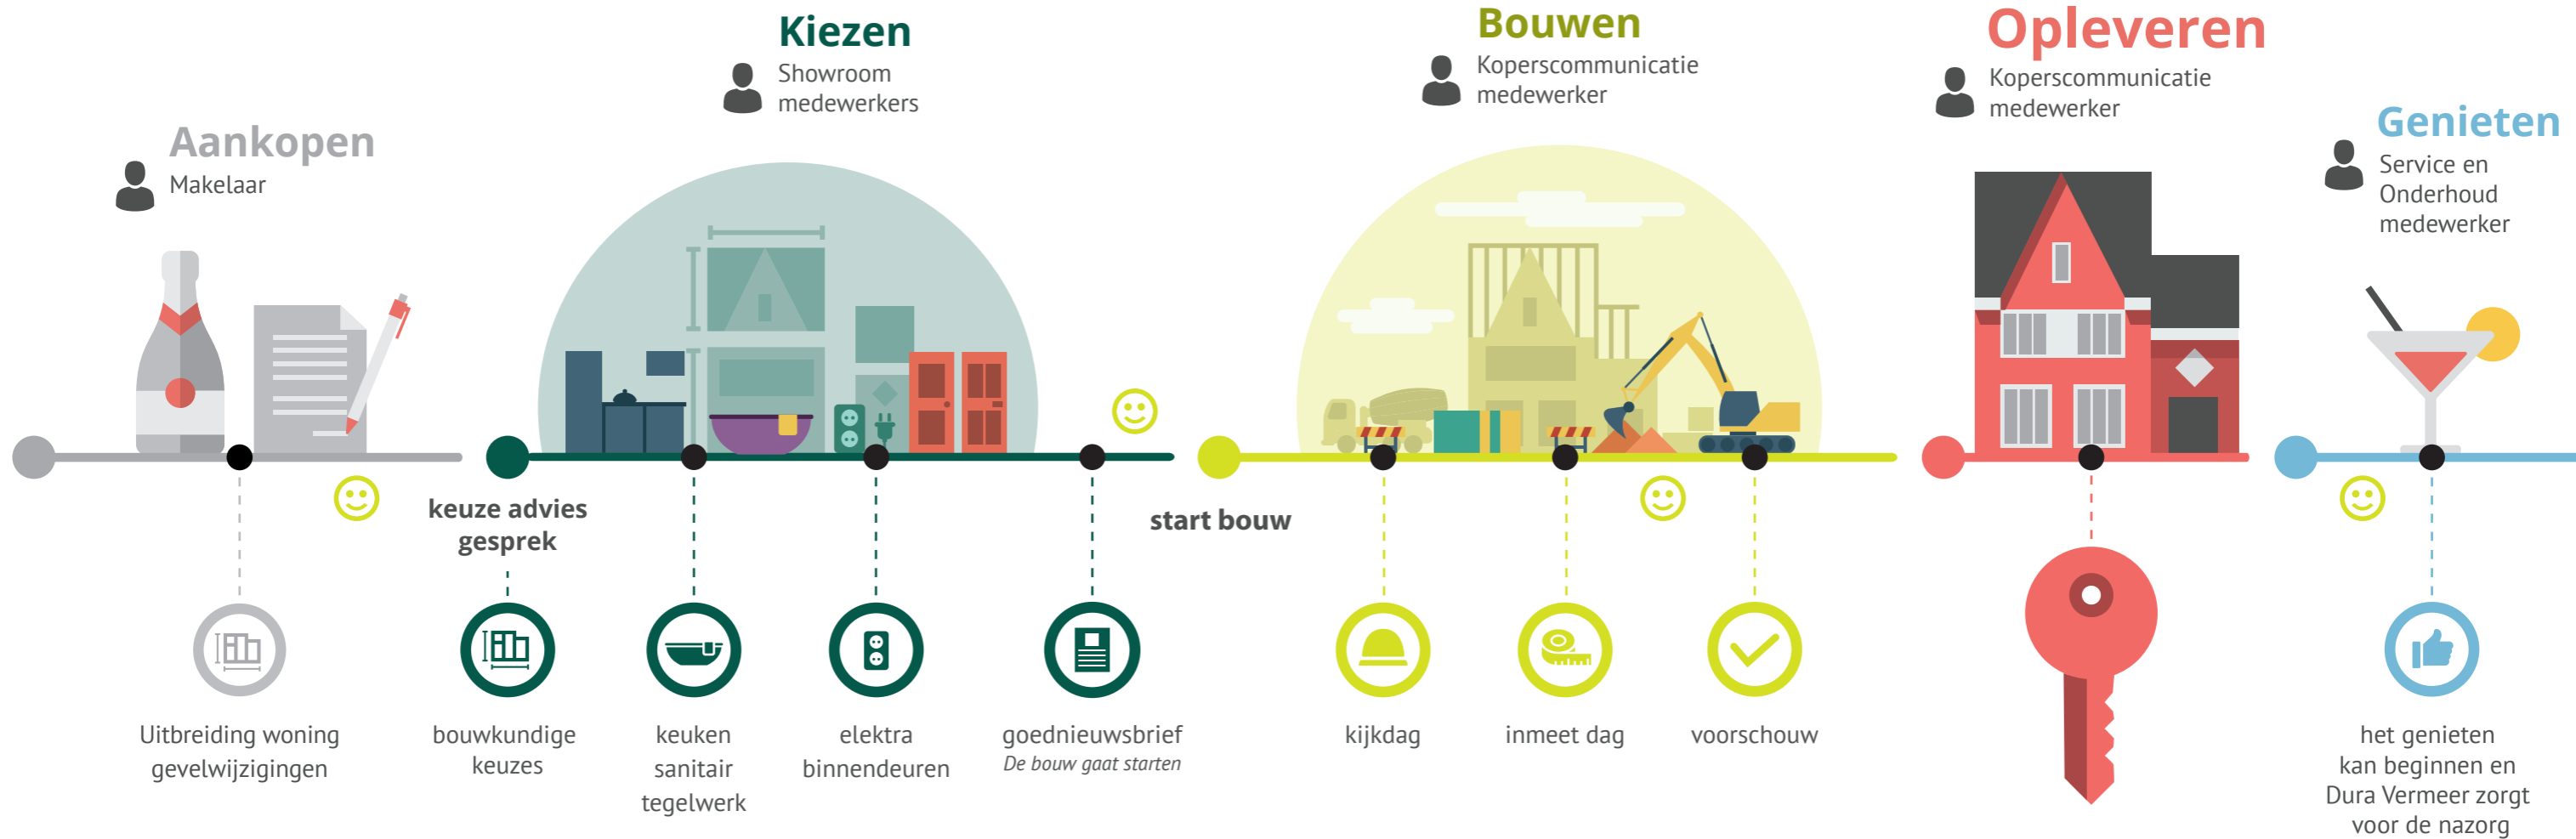 Aankopen
Makelaar
Kiezen
Showroom
medewerkers
Bouwen
Koperscommunicatie
medewerker
Opleveren
Koperscommunicatie
medewerker
Genieten
Service en
Onderhoud
medewerker
keuze advies
gesprek
start bouw
Uitbreiding woning
gevelwijzigingen
bouwkundige
keuzes
keuken
sanitair
tegelwerk
elektra
binnendeuren
goednieuwsbrief
De bouw gaat starten
kijkdag
inmeet dag
voorschouw
het genieten
kan beginnen en
Dura Vermeer zorgt
voor de nazorg